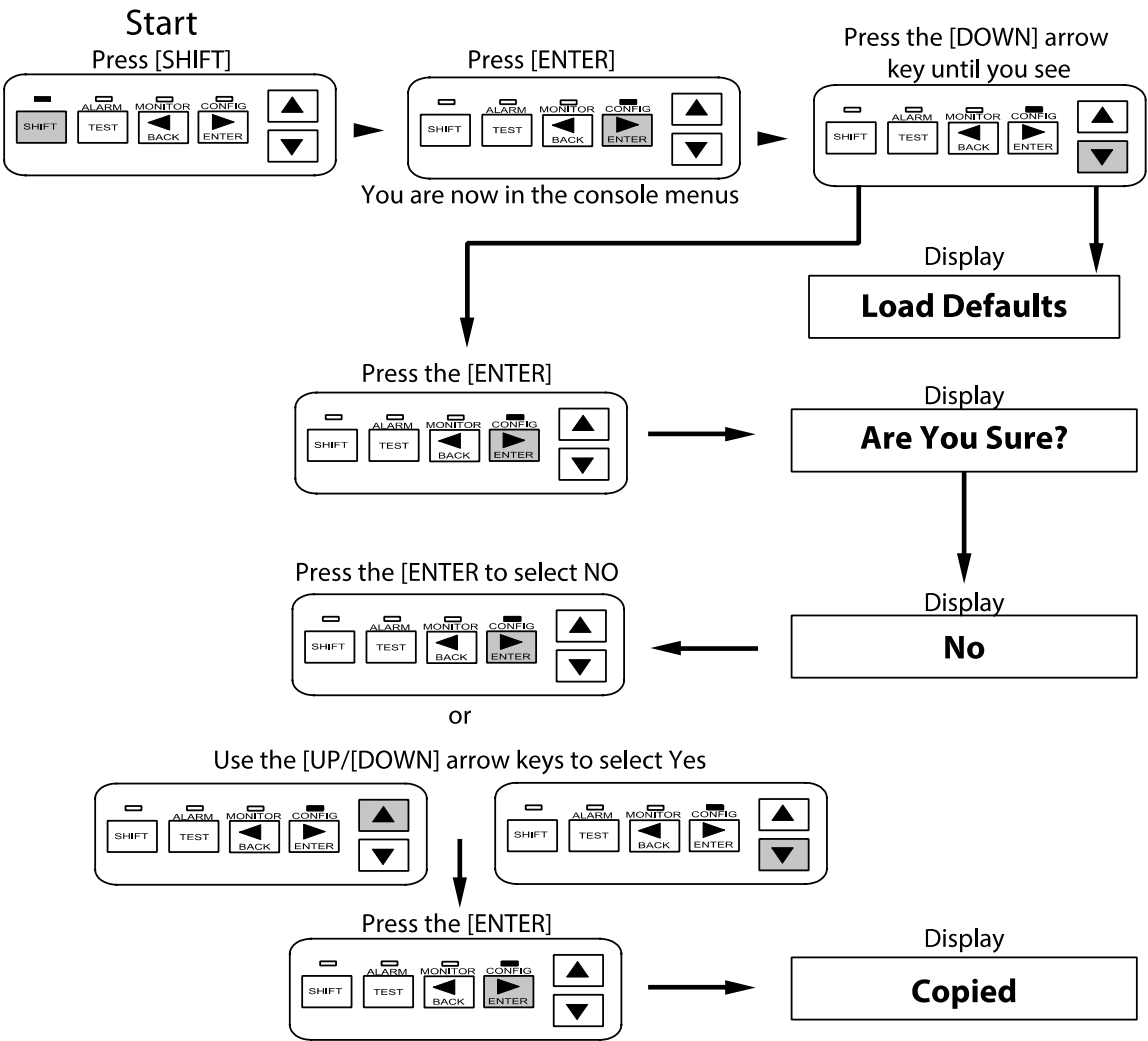 Start
Press [SHIFT]
SHIFT
ALARM
TEST
MONITOR
BACK
CONFIG
ENTER
Press [ENTER]
SHIFT
ALARM
TEST
MONITOR
BACK
CONFIG
ENTER
You are now in the console menus
Press the [DOWN] arrow
key until you see
SHIFT
ALARM
TEST
MONITOR
BACK
CONFIG
ENTER
Display
Load Defaults
Press the [ENTER]
SHIFT
ALARM
TEST
MONITOR
BACK
CONFIG
ENTER
Display
Are You Sure?
Display
No
Press the [ENTER to select NO
SHIFT
ALARM
TEST
MONITOR
BACK
CONFIG
ENTER
or
Use the [UP/[DOWN] arrow keys to select Yes
SHIFT
ALARM
TEST
MONITOR
BACK
CONFIG
ENTER
SHIFT
ALARM
TEST
MONITOR
BACK
CONFIG
ENTER
Press the [ENTER]
SHIFT
ALARM
TEST
MONITOR
BACK
CONFIG
ENTER
Display
Copied